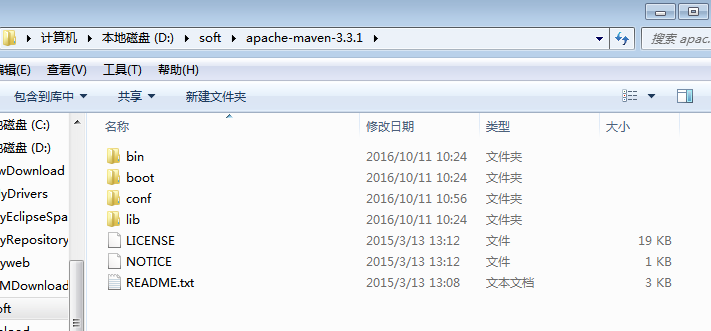 计算机 本地磁盘 (D:) soft apache-maven-3.3.1 搜索 apac
编辑(E) 查看(V) 工具(T) 帮助(H)
包含到库中 共享 新建文件夹
名称 修改日期 类型 大小
地磁盘 (C:)
地磁盘 (D:)
wDownload
yDrivers
yEclipseSpa
yRepository
yweb
MDownload
oft
bin 2016/10/11 10:24 文件夹
boot 2016/10/11 10:24 文件夹
conf 2016/10/11 10:56 文件夹
lib 2016/10/11 10:24 文件夹
LICENSE 2015/3/13 13:12 文件 19 KB
NOTICE 2015/3/13 13:12 文件 1 KB
README.txt 2015/3/13 13:08 文本文档 3 KB